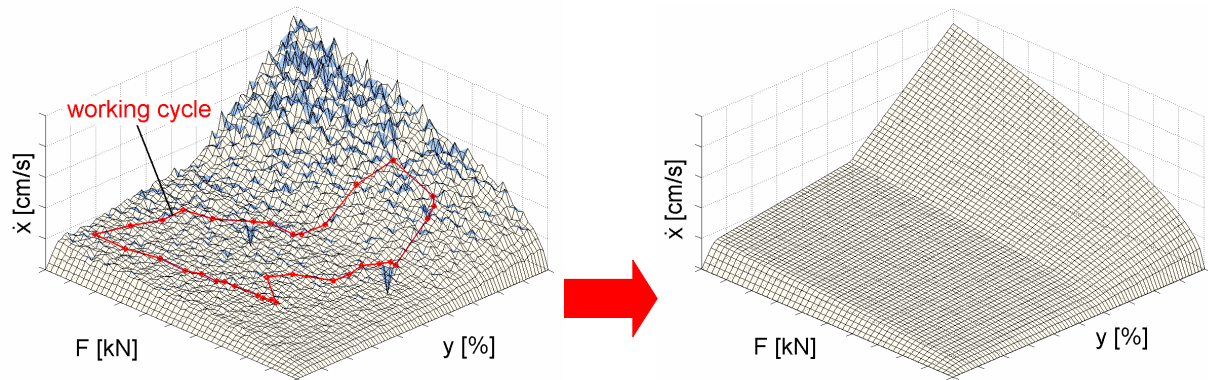 working cycle
ẋ [cm/s]
F [kN]
y [%]
ẋ [cm/s]
F [kN]
y [%]